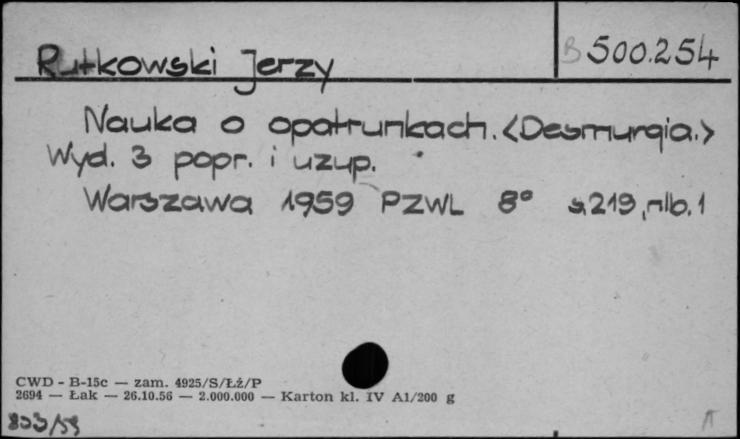 Rutkowski Jerzy
B 500.254
Nauka o opatrunkach. <Desmurgia.>
Wyd. 3 popr. i uzup.
Warszawa 1959 PZWL 8° s. 219, nlb. 1
CWD - B-15c — zam. 4925/S/Łż/P
2694 — Łak — 26.10.56 — 2.000.000 — Karton kl. IV A1/200 g